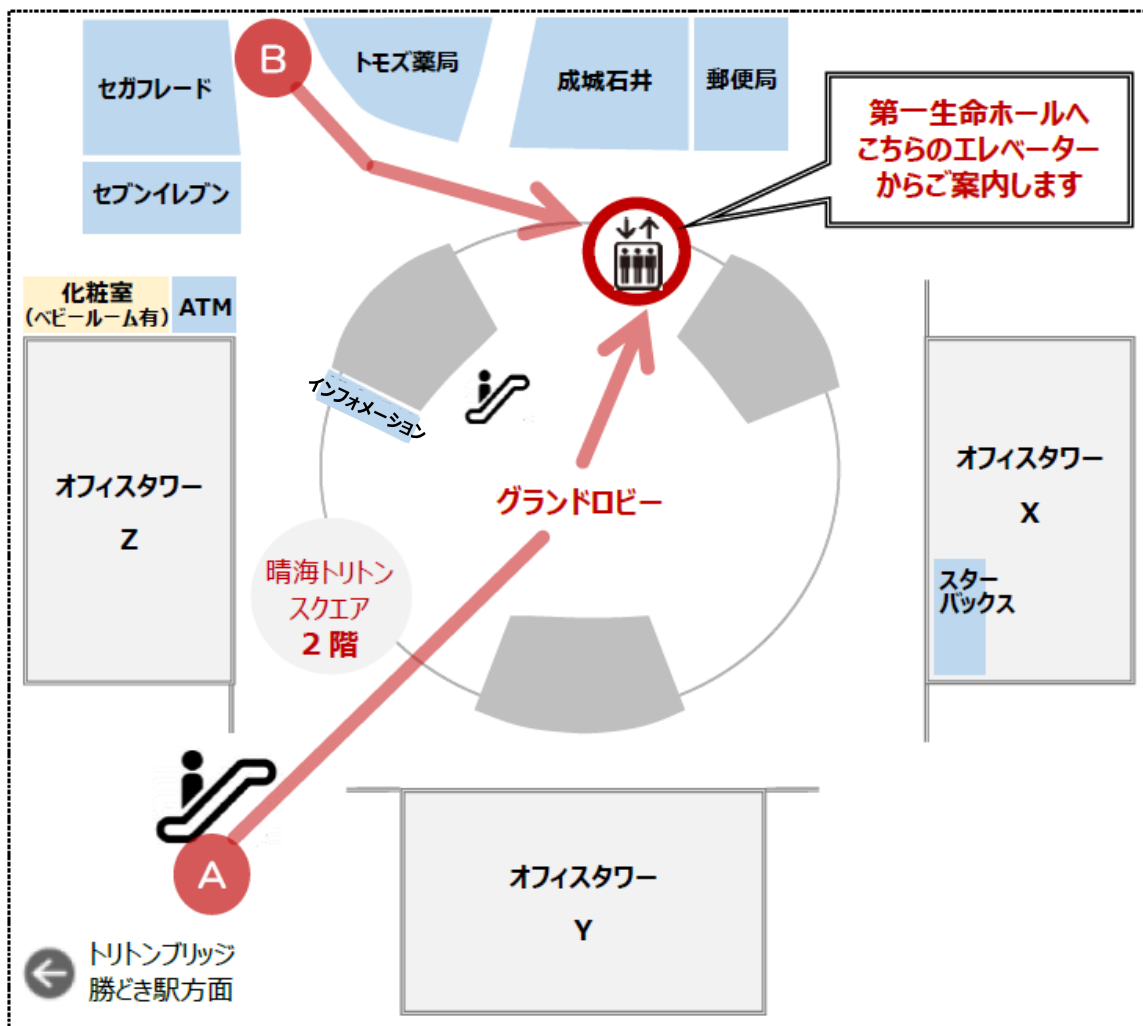 B
セガフレード
トモズ薬局
成城石井
郵便局
第一生命ホールへ
こちらのエレベーター
からご案内します
セブンイレブン
化粧室
(ベビールーム有)
ATM
インフォメーション
オフィスタワー
Z
グランドロビー
オフィスタワー
X
晴海トリトン
スクエア
2 階
スター
バックス
A
オフィスタワー
Y
トリトンブリッジ
勝どき駅方面